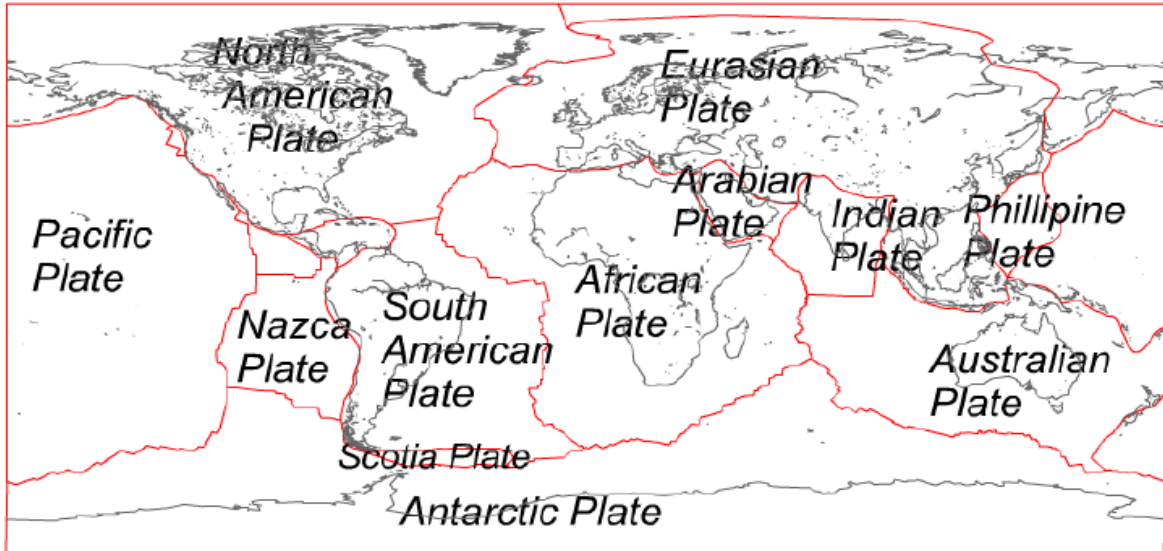 North
American
Plate
Eurasian
Plate
Arabian
Plate
Indian
Plate
Phillipine
Plate
Pacific
Plate
African
Plate
Nazca
Plate
South
American
Plate
Australian
Plate
Scotia Plate
Antarctic Plate